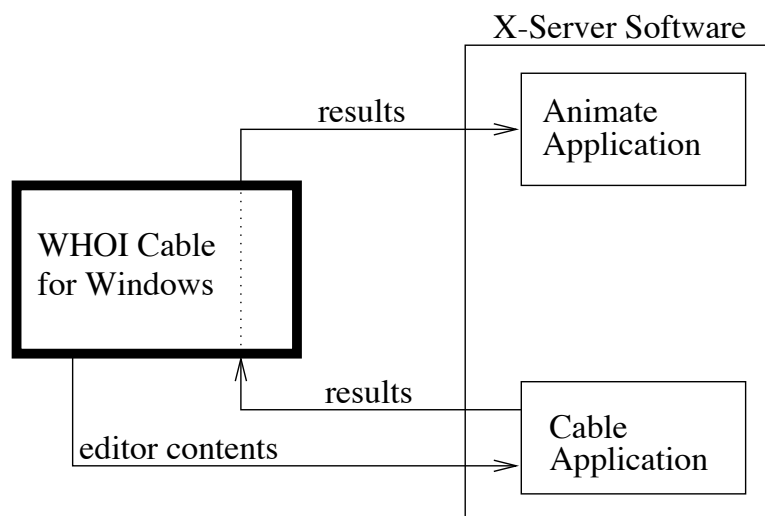 X-Server Software
results
Animate
Application
WHOI Cable
for Windows
results
editor contents
Cable
Application